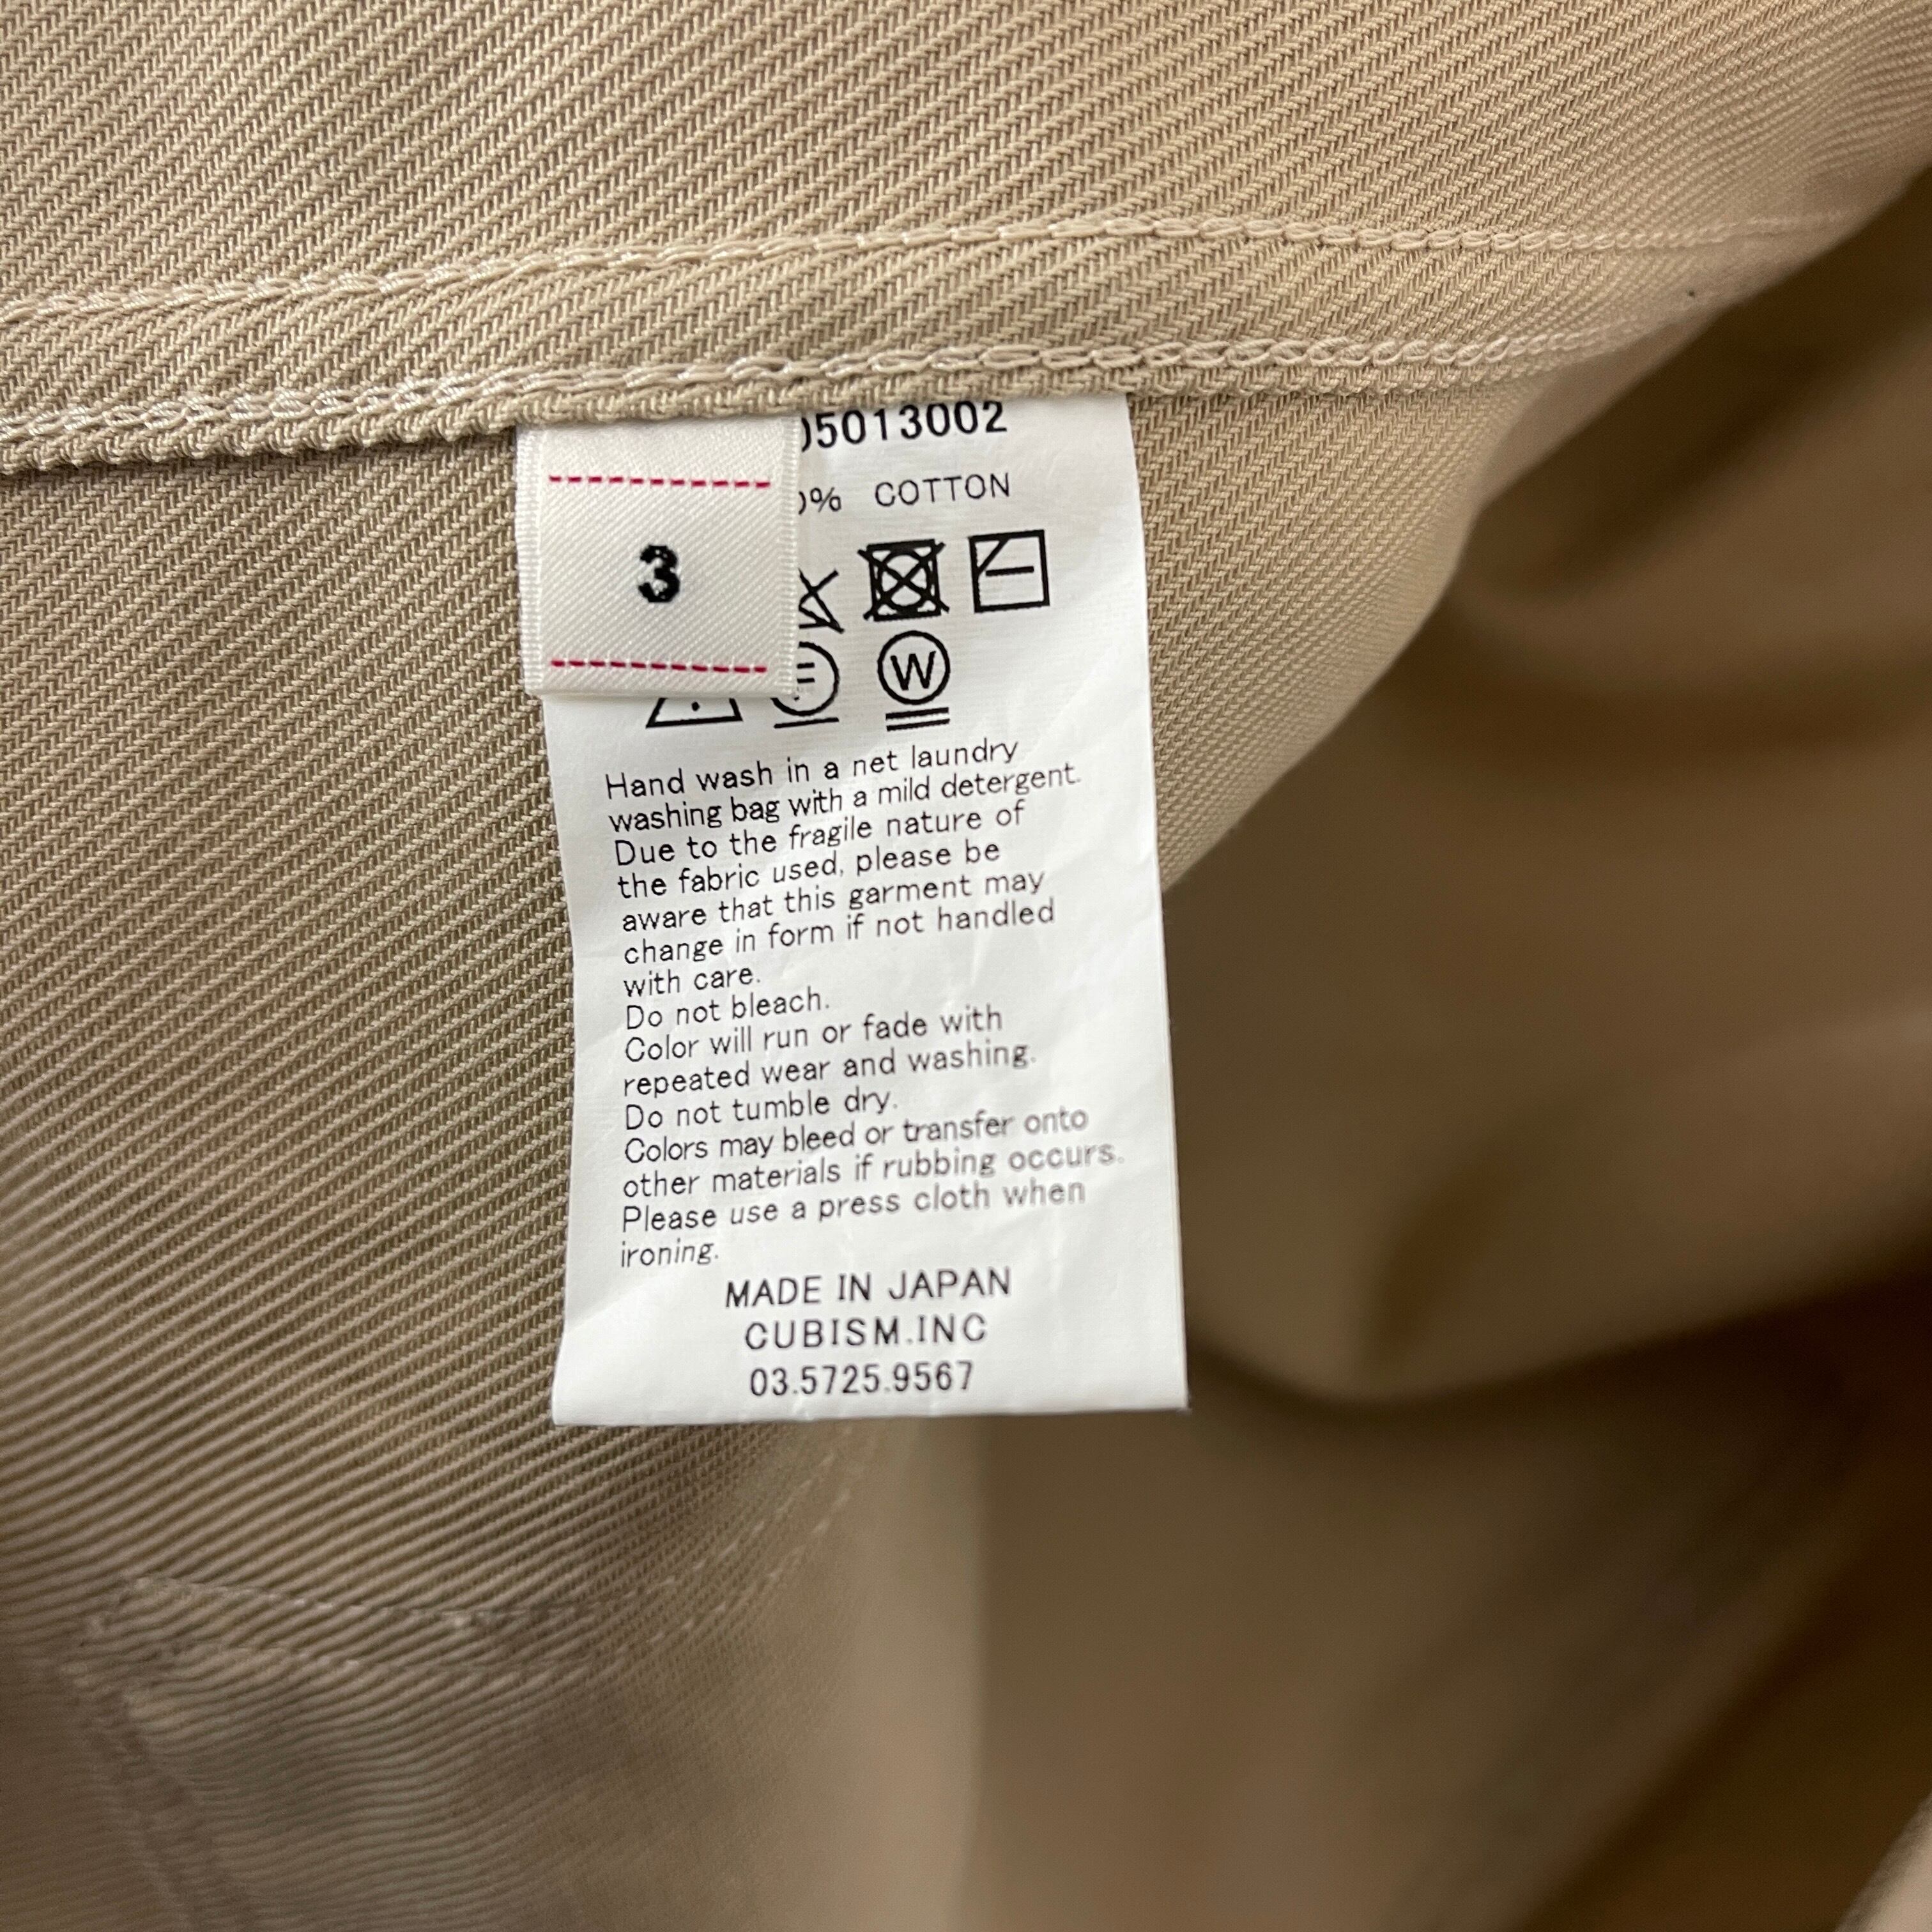 3
5013002
% COTTON
W
Hand wash in a net laundry
washing bag with a mild detergent.
Due to the fragile nature of
the fabric used, please be
aware that this garment may
change in form if not handled
with care.
Do not bleach.
Color will run or fade with
repeated wear and washing.
Do not tumble dry.
Colors may bleed or transfer onto
other materials if rubbing occurs.
Please use a press cloth when
ironing.
MADE IN JAPAN
CUBISM.INC
03.5725.9567